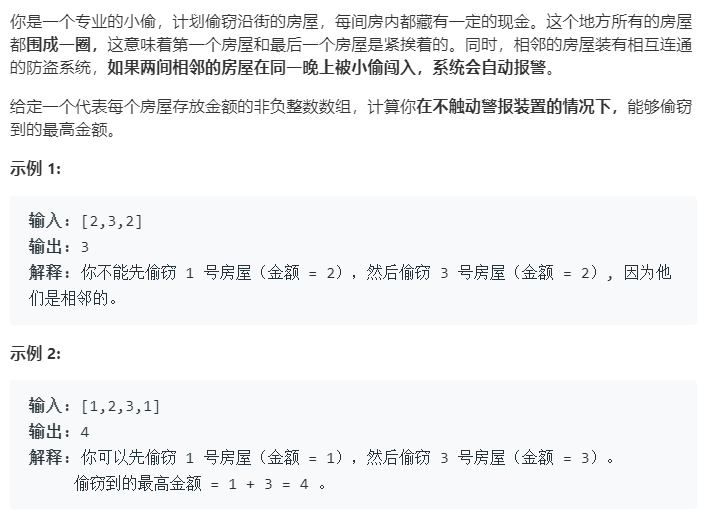 你是一个专业的小偷，计划偷窃沿街的房屋，每间房内都藏有一定的现金。这个地方所有的房屋
都围成一圈，这意味着第一个房屋和最后一个房屋是紧挨着的。同时，相邻的房屋装有相互连通
的防盗系统，如果两间相邻的房屋在同一晚上被小偷闯入，系统会自动报警。
给定一个代表每个房屋存放金额的非负整数数组，计算你在不触动警报装置的情况下，能够偷窃
到的最高金额。
示例 1:
输入: [2,3,2]
输出: 3
解释: 你不能先偷窃 1 号房屋（金额 = 2），然后偷窃 3 号房屋（金额 = 2）, 因为他
们是相邻的。
示例 2:
输入: [1,2,3,1]
输出: 4
解释: 你可以先偷窃 1 号房屋（金额 = 1），然后偷窃 3 号房屋（金额 = 3）。
偷窃到的最高金额 = 1 + 3 = 4 。